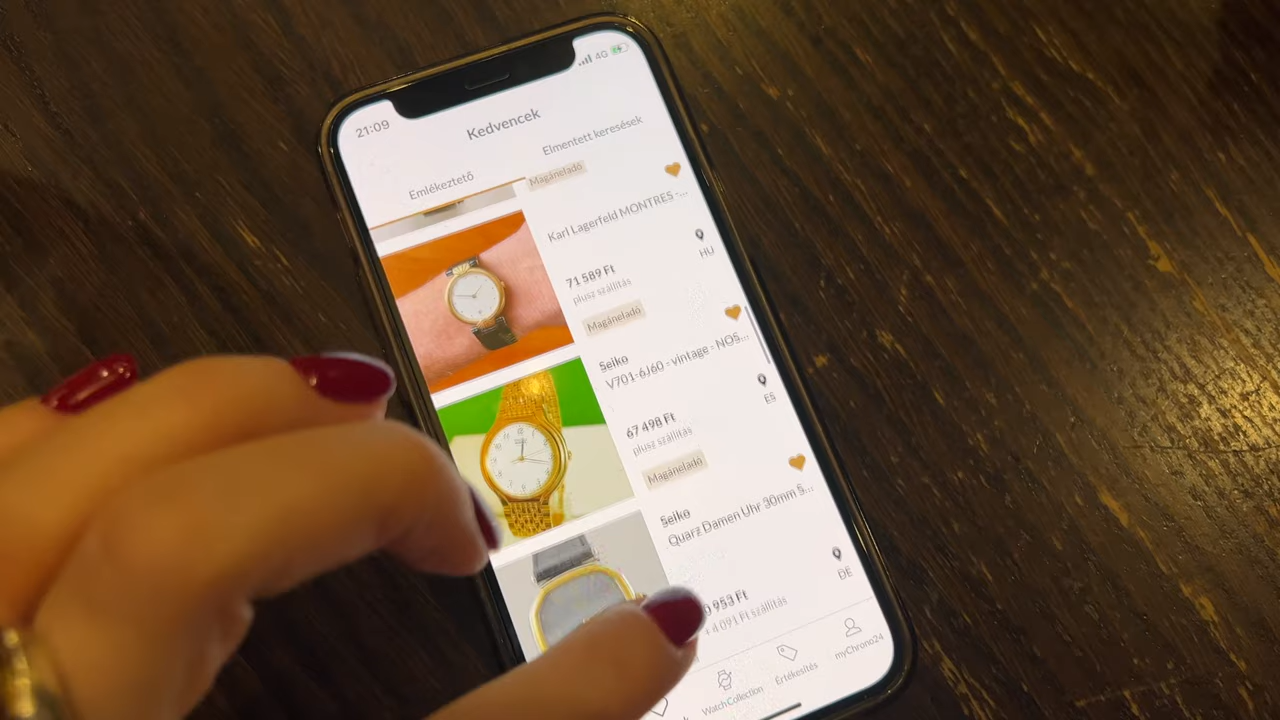 21:09
4G
Kedvencek
Emlékeztető
Elmentett keresések
Magáneladó
Karl Lagerfeld MONTRES -...
HU
71 589 Ft
plusz szállítás
Magáneladó
Seiko
V701-6J60 - vintage - NOS...
ES
67 498 Ft
plusz szállítás
Magáneladó
Seiko
Quarz Damen Uhr 30mm S...
DE
953 Ft
+ 4 091 Ft szállítás
WatchCollection
Értékesítés
myChrono24